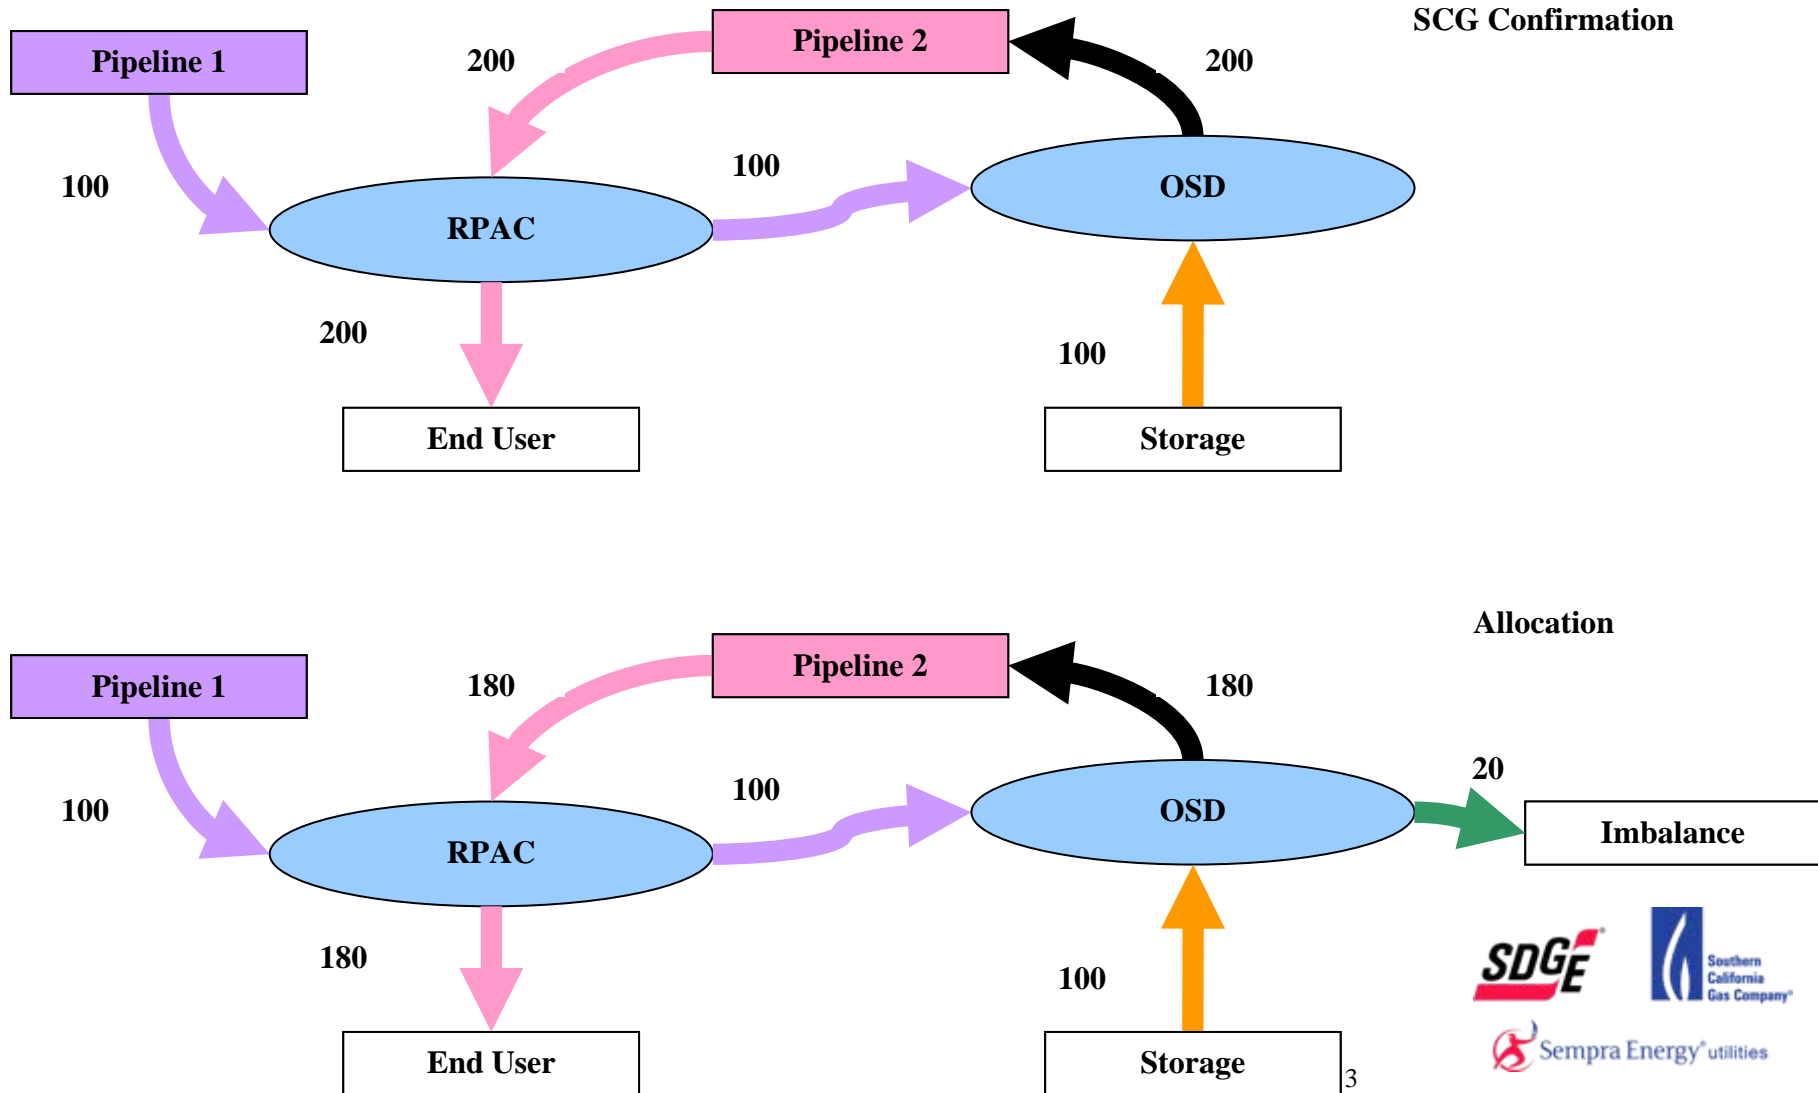 SCG Confirmation
Pipeline 1
Pipeline 2
200
200
100
100
RPAC
OSD
200
100
End User
Storage
Allocation
Pipeline 1
Pipeline 2
180
180
100
100
20
RPAC
OSD
Imbalance
180
100
End User
Storage
3
SDGE®
Southern
California
Gas Company®
Sempra Energy® utilities